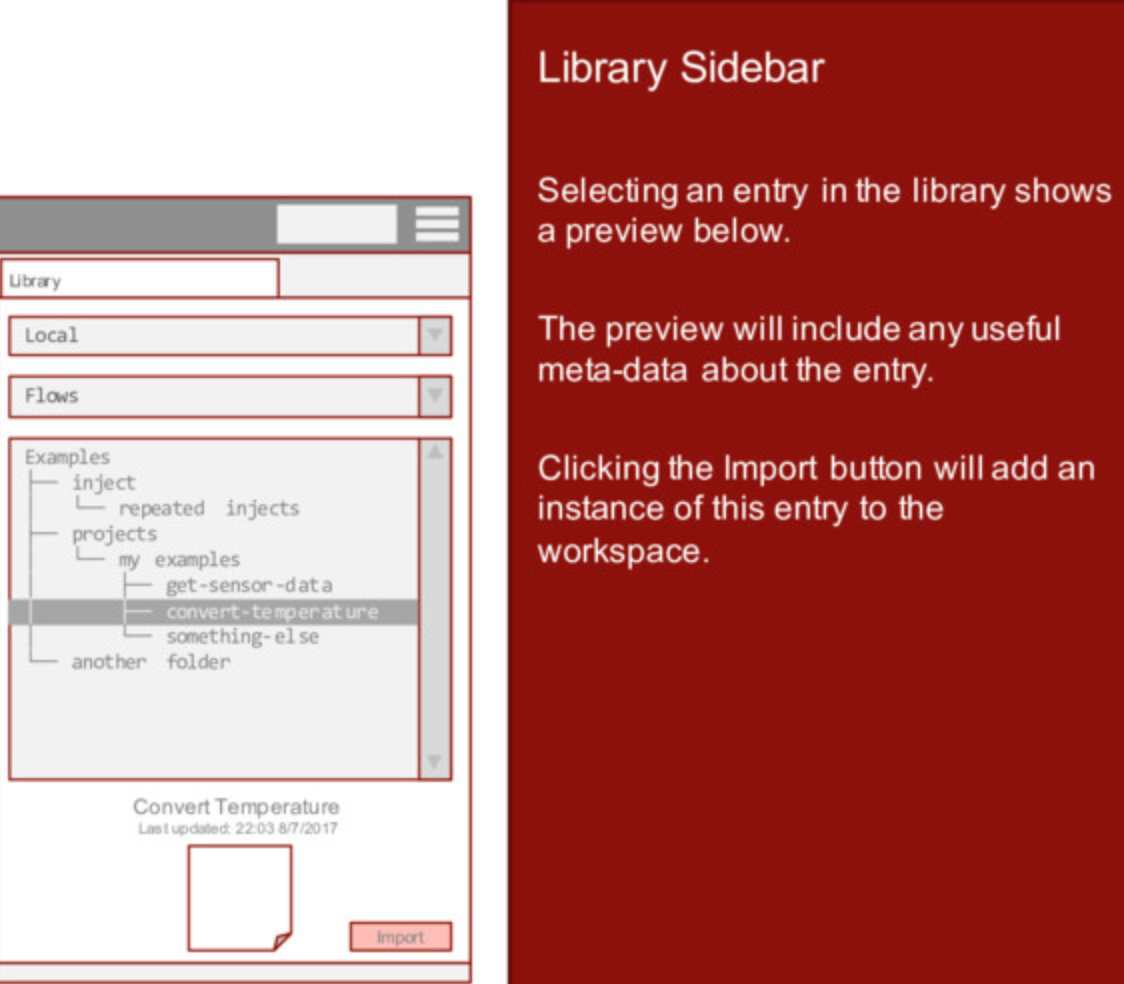 Library Sidebar
Selecting an entry in the library shows
a preview below.
The preview will include any useful
meta-data about the entry.
Clicking the Import button will add an
instance of this entry to the
workspace.
Library
Local
Flows
Examples
inject
repeated injects
projects
my examples
get-sensor-data
convert-temperature
something-else
another folder
Convert Temperature
Last updated: 22:03 8/7/2017
Import